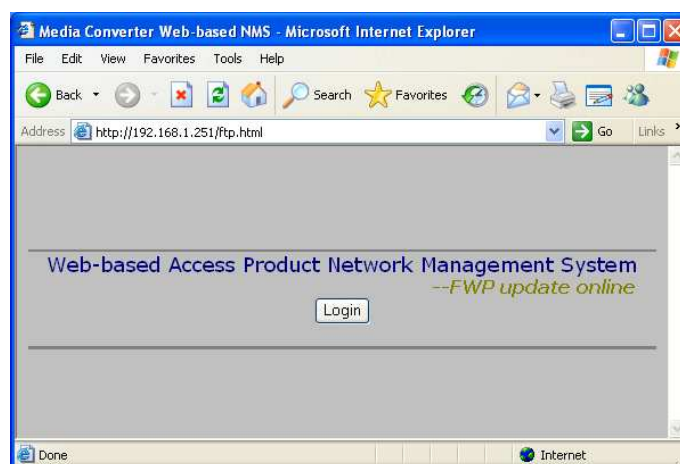 Media Converter Web-based NMS - Microsoft Internet Explorer
File Edit View Favorites Tools Help
Back Search Favorites
Address http://192.168.1.251/ftp.html Go Links »
Web-based Access Product Network Management System
--FWP update online
Login
Done Internet